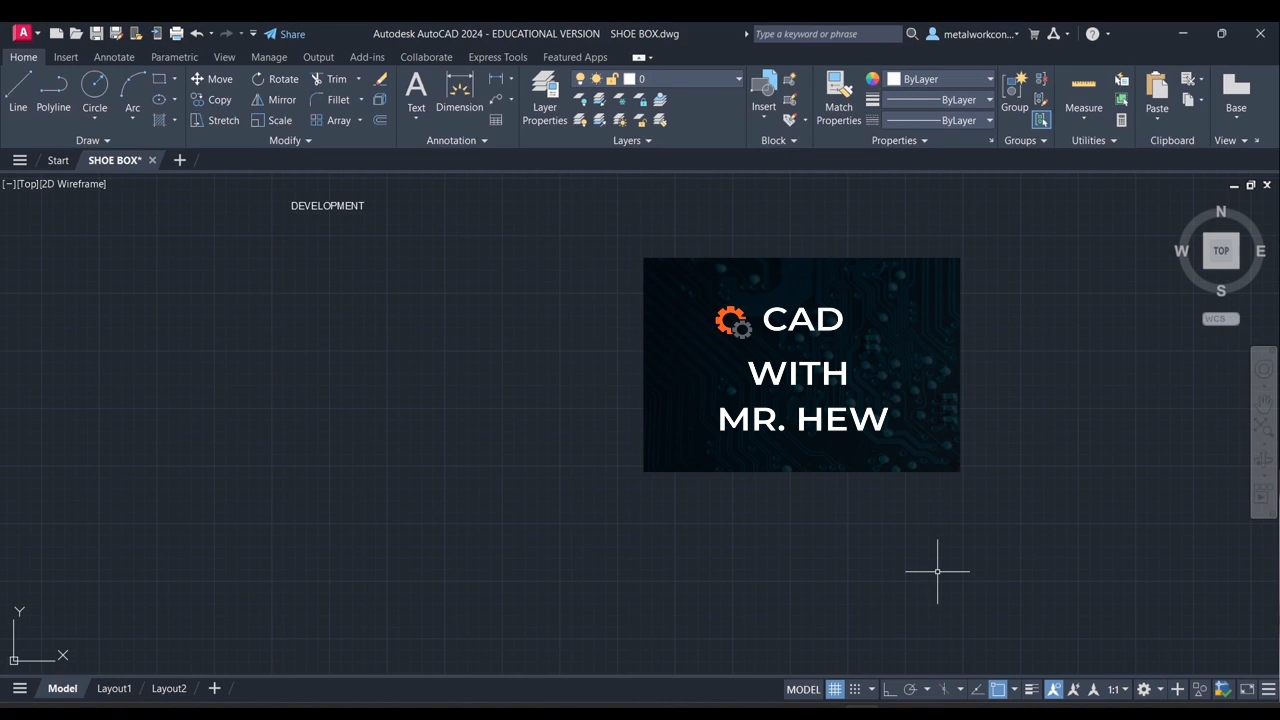 Share
Autodesk AutoCAD 2024 - EDUCATIONAL VERSION SHOE BOX.dwg
Type a keyword or phrase
metalworkcon...
Home Insert Annotate Parametric View Manage Output Add-ins Collaborate Express Tools Featured Apps
Line Polyline Circle Arc
Move Rotate Trim
Copy Mirror Fillet
Stretch Scale Array
Text Dimension
Layer Properties
0
Insert
Match Properties
ByLayer
ByLayer
ByLayer
Group
Measure
Paste
Base
Draw Modify Annotation Layers Block Properties Groups Utilities Clipboard View
Start SHOE BOX*
[−][Top][2D Wireframe]
DEVELOPMENT
N
W TOP E
S
WCS
CAD
WITH
MR. HEW
Y
X
Model Layout1 Layout2
MODEL
1:1